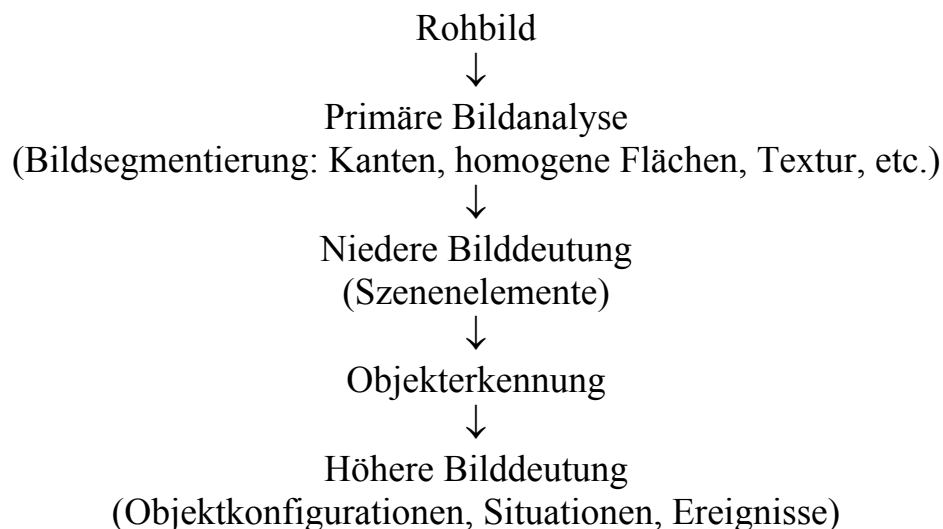 Rohbild
↓
Primäre Bildanalyse
(Bildsegmentierung: Kanten, homogene Flächen, Textur, etc.)
↓
Niedere Bilddeutung
(Szenenelemente)
↓
Objekterkennung
↓
Höhere Bilddeutung
(Objektkonfigurationen, Situationen, Ereignisse)